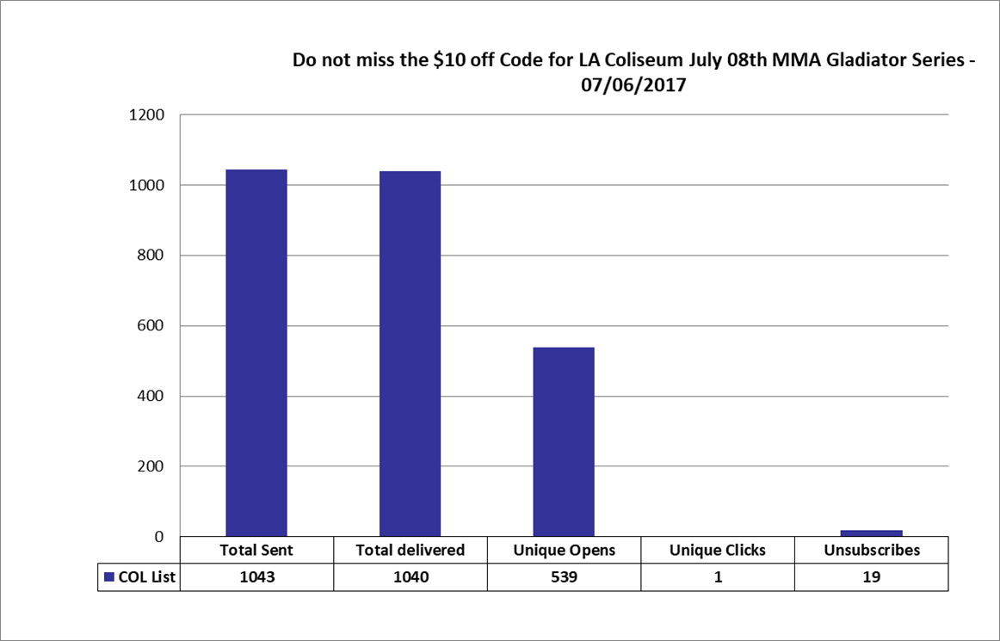 Do not miss the $10 off Code for LA Coliseum July 08th MMA Gladiator Series -
07/06/2017
1200
1000
800
600
400
200
0
Total Sent Total delivered Unique Opens Unique Clicks Unsubscribes
COL List 1043 1040 539 1 19